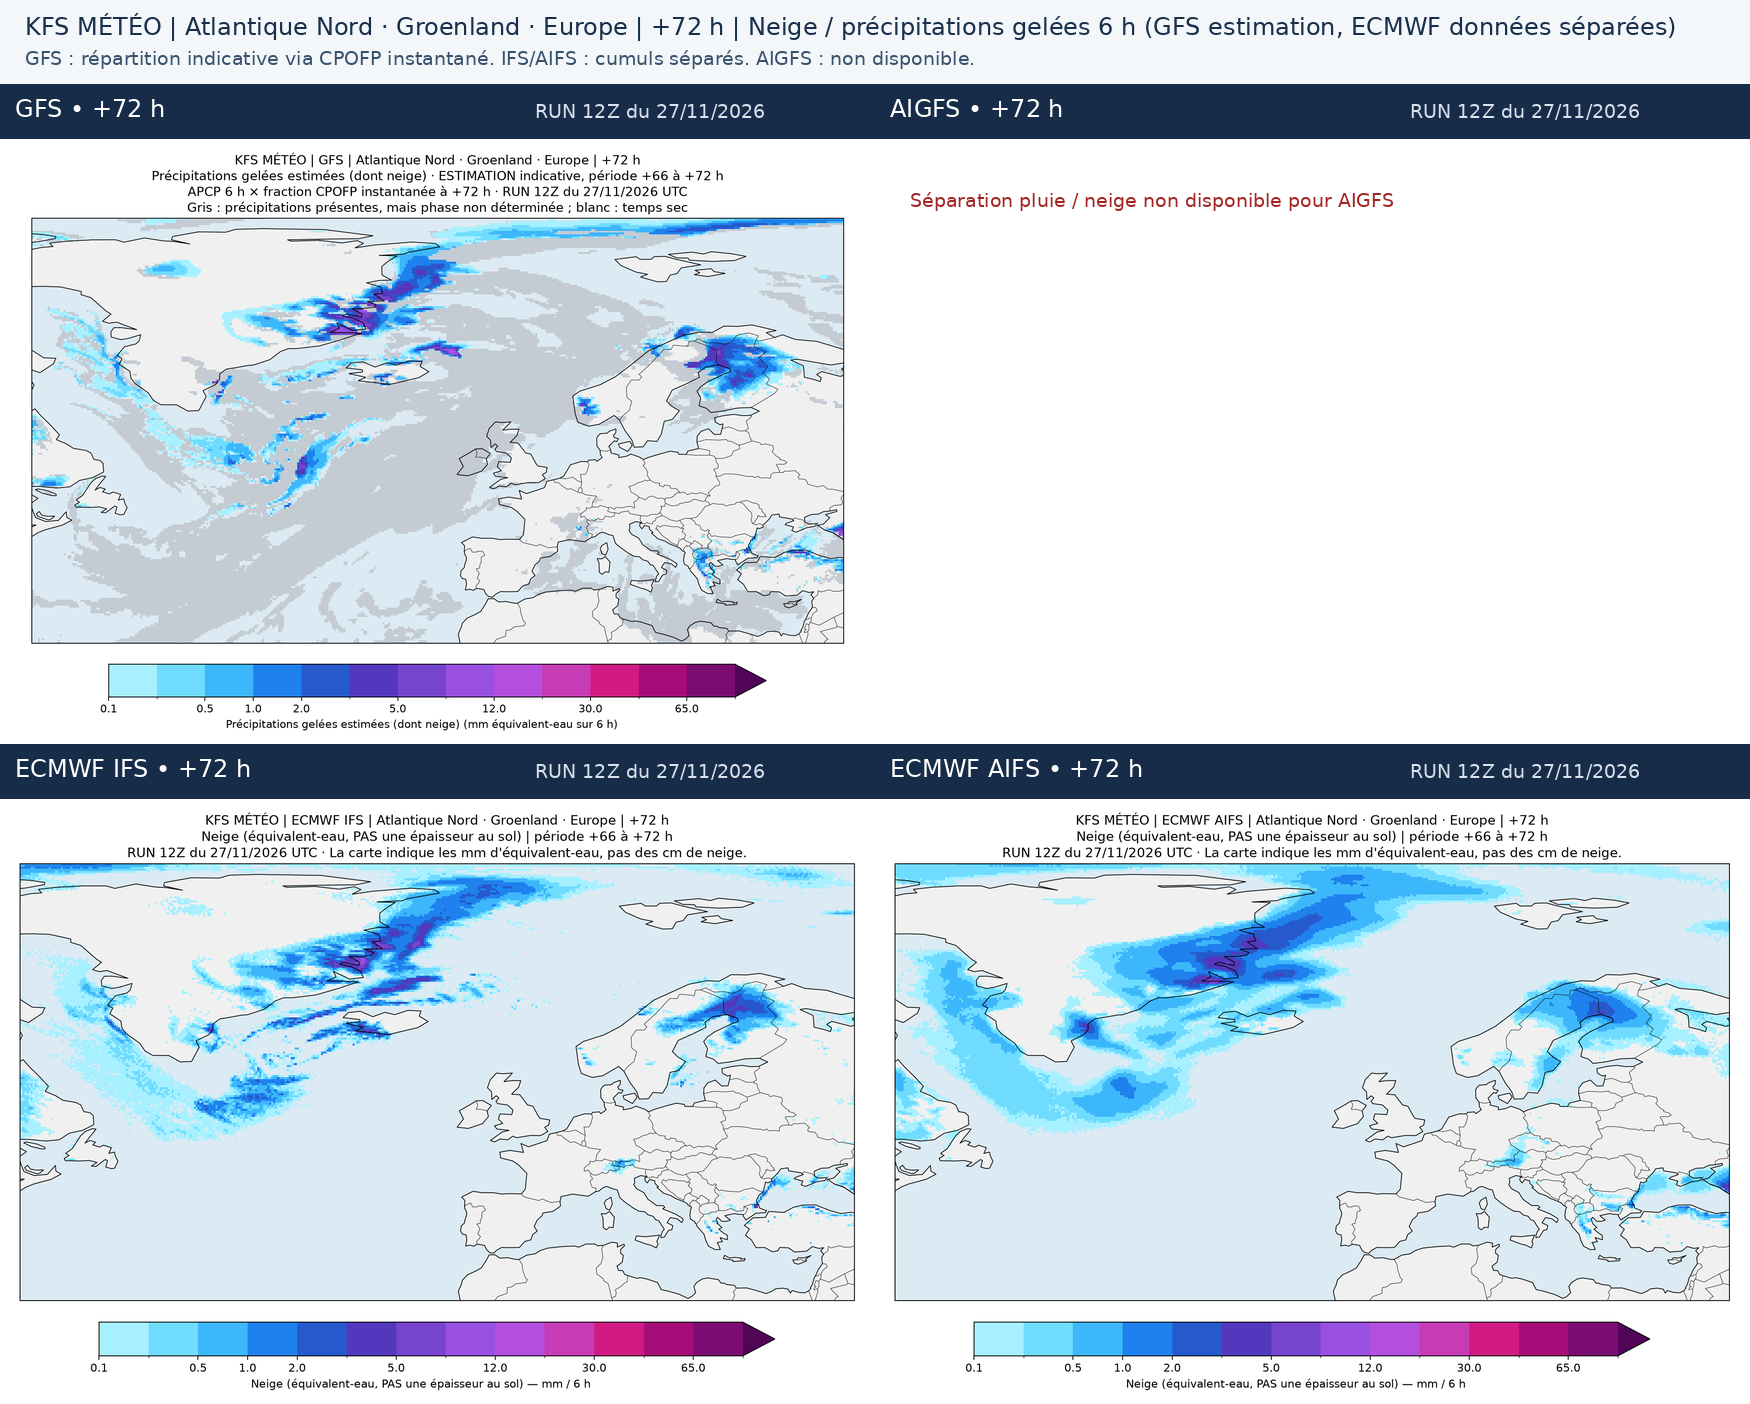 KFS MÉTÉO | Atlantique Nord · Groenland · Europe | +72 h | Neige / précipitations gelées 6 h (GFS estimation, ECMWF données séparées)
GFS : répartition indicative via CPOFP instantané. IFS/AIFS : cumuls séparés. AIGFS : non disponible.
GFS • +72 h
RUN 12Z du 27/11/2026
AIGFS • +72 h
RUN 12Z du 27/11/2026
KFS MÉTÉO | GFS | Atlantique Nord · Groenland · Europe | +72 h
Précipitations gelées estimées (dont neige) · ESTIMATION indicative, période +66 à +72 h
APCP 6 h × fraction CPOFP instantanée à +72 h · RUN 12Z du 27/11/2026 UTC
Gris : précipitations présentes, mais phase non déterminée ; blanc : temps sec
Séparation pluie / neige non disponible pour AIGFS
0.1 0.5 1.0 2.0 5.0 12.0 30.0 65.0
Précipitations gelées estimées (dont neige) (mm équivalent-eau sur 6 h)
ECMWF IFS • +72 h
RUN 12Z du 27/11/2026
ECMWF AIFS • +72 h
RUN 12Z du 27/11/2026
KFS MÉTÉO | ECMWF IFS | Atlantique Nord · Groenland · Europe | +72 h
Neige (équivalent-eau, PAS une épaisseur au sol) | période +66 à +72 h
RUN 12Z du 27/11/2026 UTC · La carte indique les mm d'équivalent-eau, pas des cm de neige.
0.1 0.5 1.0 2.0 5.0 12.0 30.0 65.0
Neige (équivalent-eau, PAS une épaisseur au sol) — mm / 6 h
KFS MÉTÉO | ECMWF AIFS | Atlantique Nord · Groenland · Europe | +72 h
Neige (équivalent-eau, PAS une épaisseur au sol) | période +66 à +72 h
RUN 12Z du 27/11/2026 UTC · La carte indique les mm d'équivalent-eau, pas des cm de neige.
0.1 0.5 1.0 2.0 5.0 12.0 30.0 65.0
Neige (équivalent-eau, PAS une épaisseur au sol) — mm / 6 h